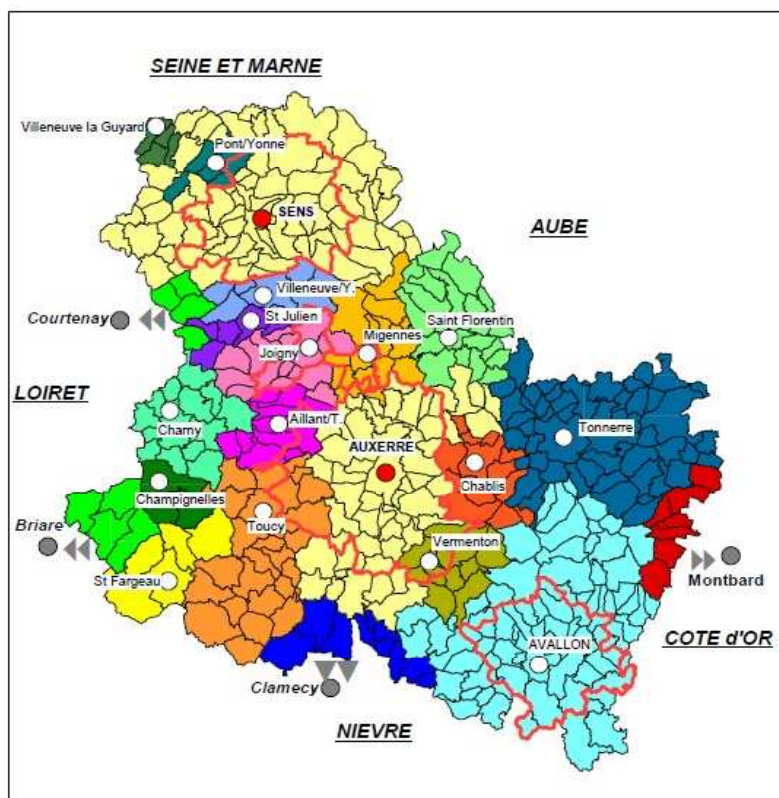 SEINE ET MARNE
Villeneuve la Guyard
Pont/Yonne
SENS
AUBE
Villeneuve/Y.
Courtenay
St Julien
Saint Florentin
Migennes
Joigny
LOIRET
Charny
Aillant/T.
Tonnerre
AUXERRE
Chablis
Champignelles
Toucy
Briare
Vermenton
Montbard
St Fargeau
COTE d'OR
AVALLON
Clamecy
NIEVRE